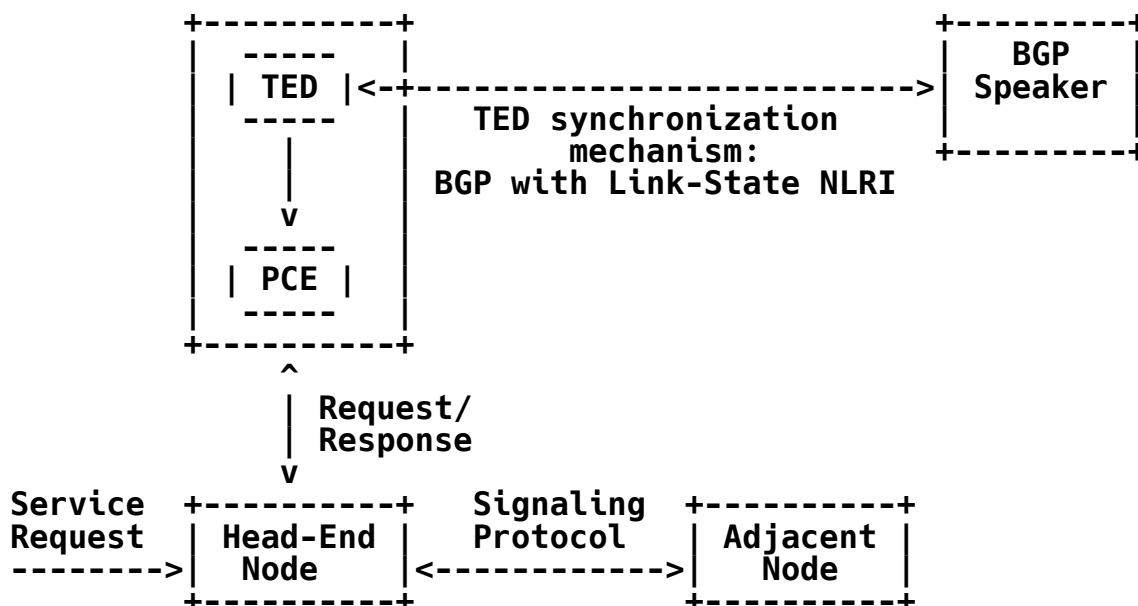 TED
BGP
Speaker
TED synchronization
mechanism:
BGP with Link-State NLRI
PCE
Request/
Response
Service
Request
Head-End
Node
Signaling
Protocol
Adjacent
Node